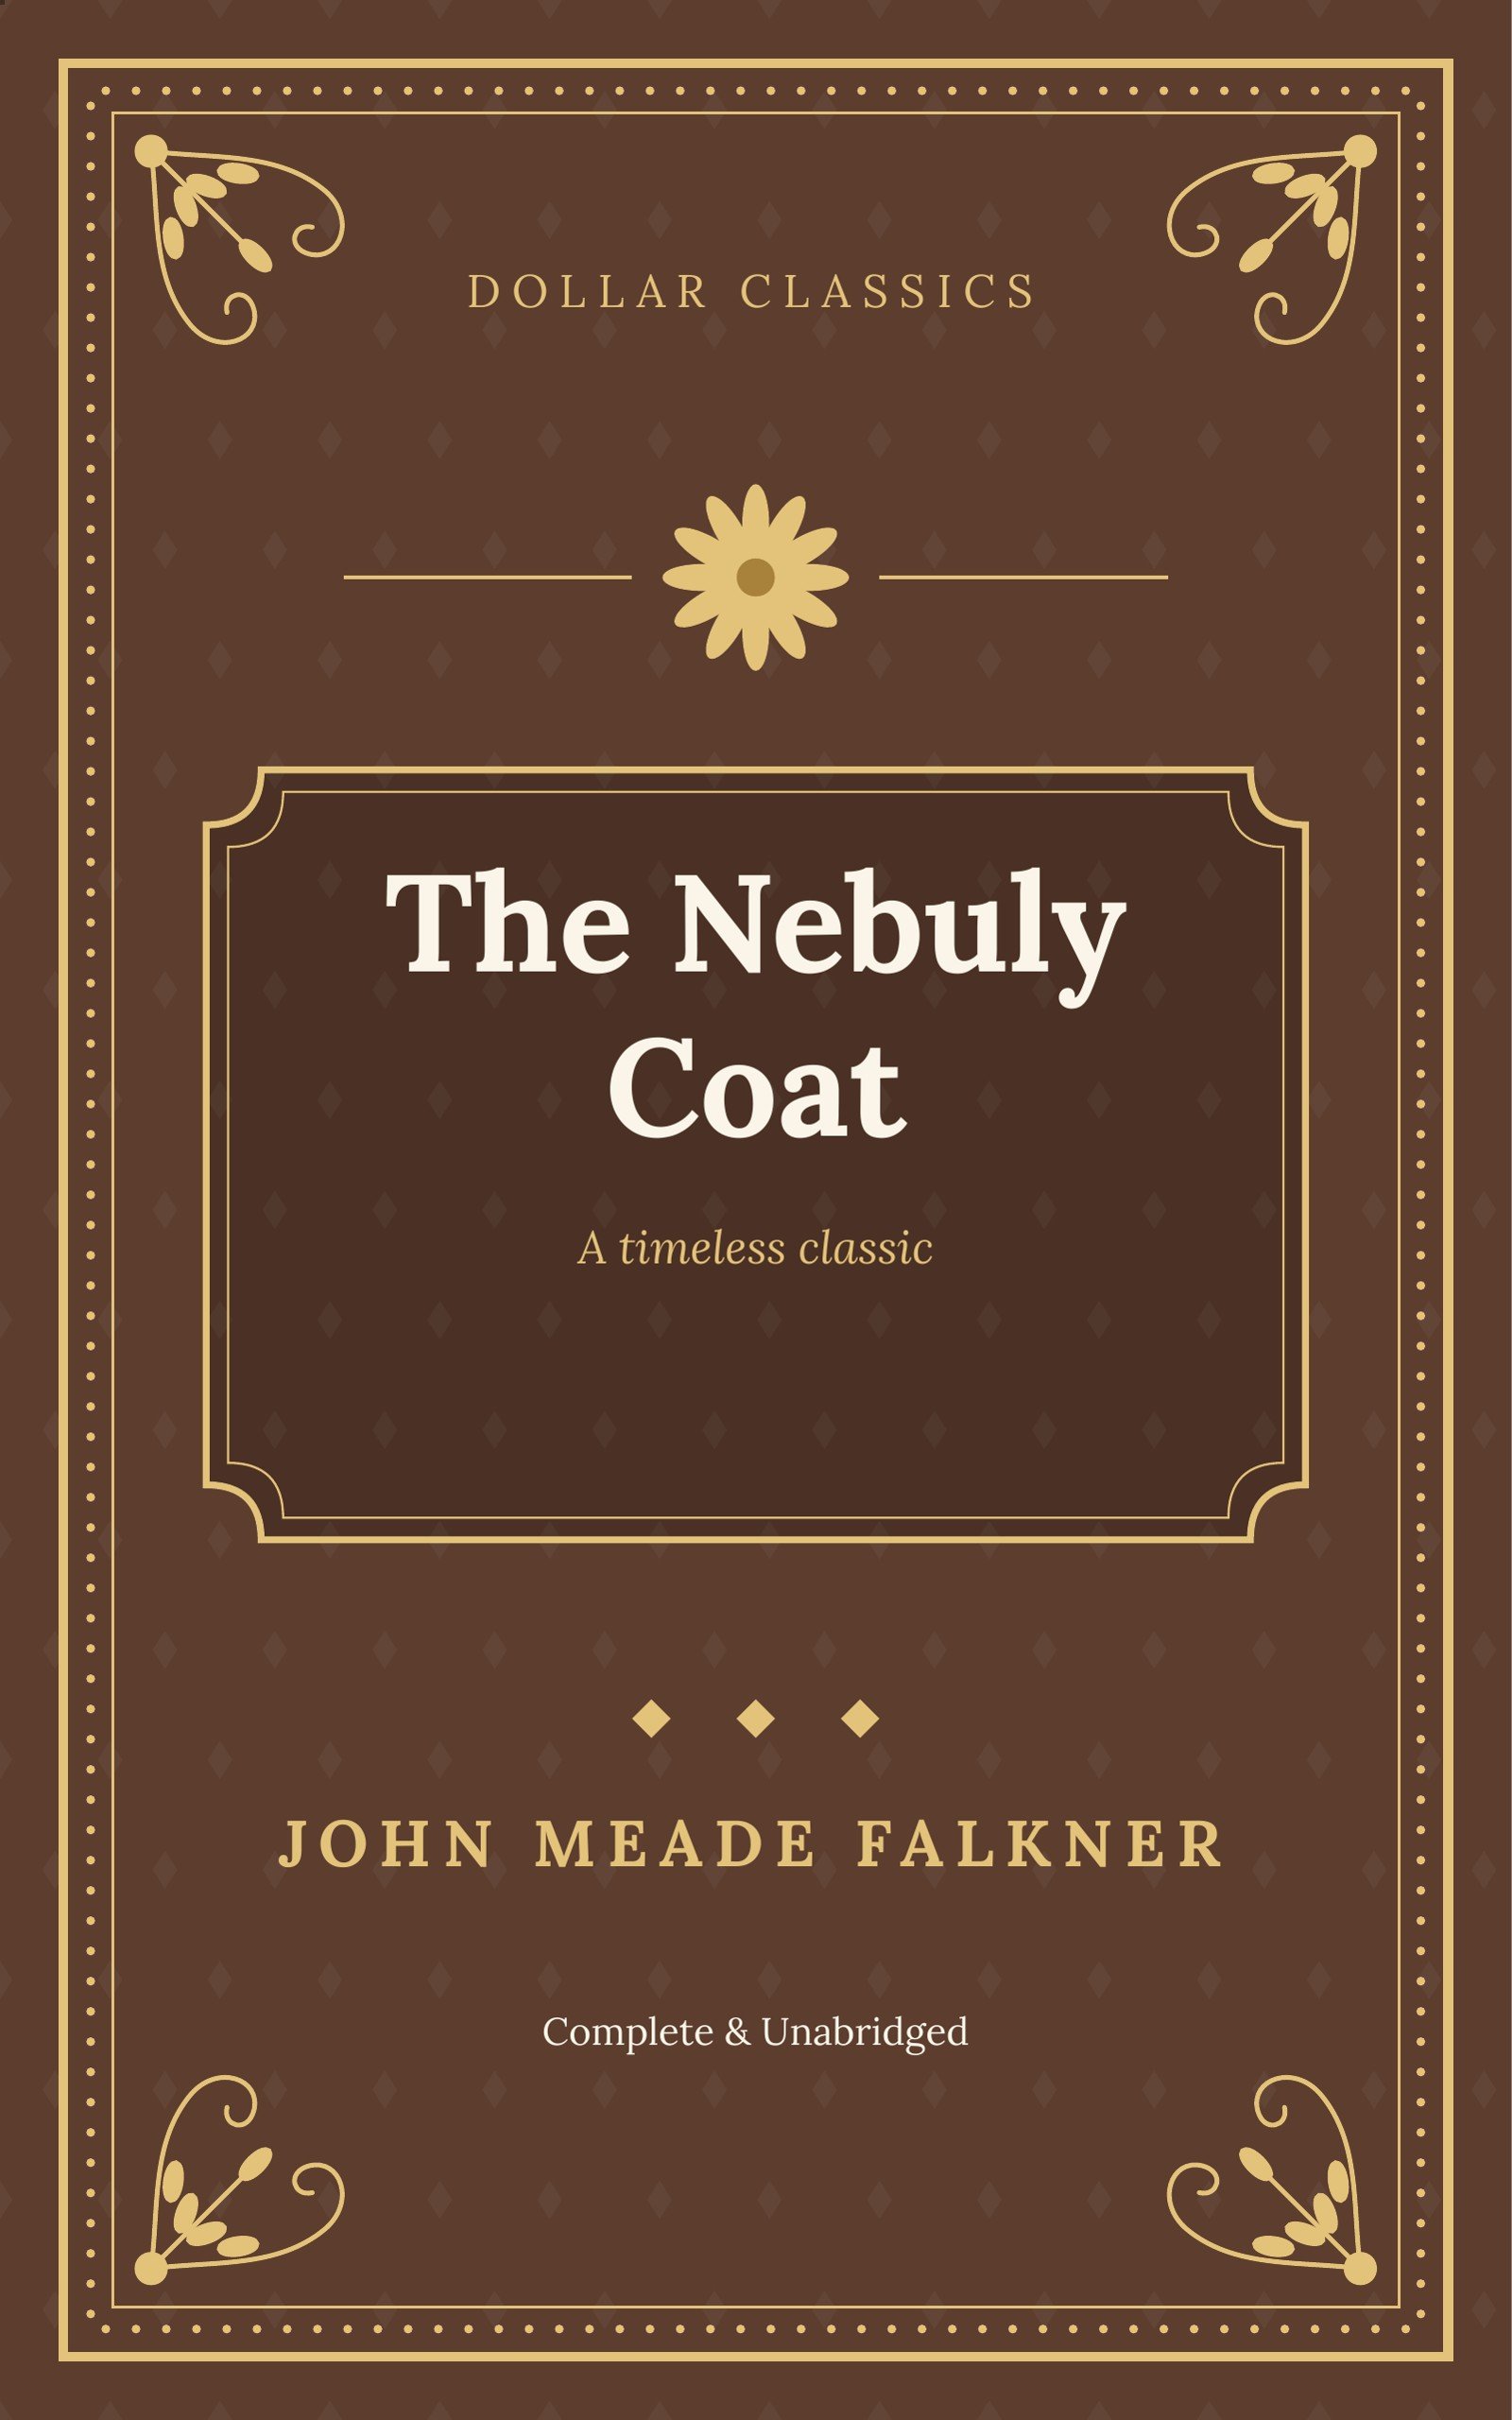 DOLLAR CLASSICS
The Nebuly
Coat
A timeless classic
JOHN MEADE FALKNER
Complete & Unabridged